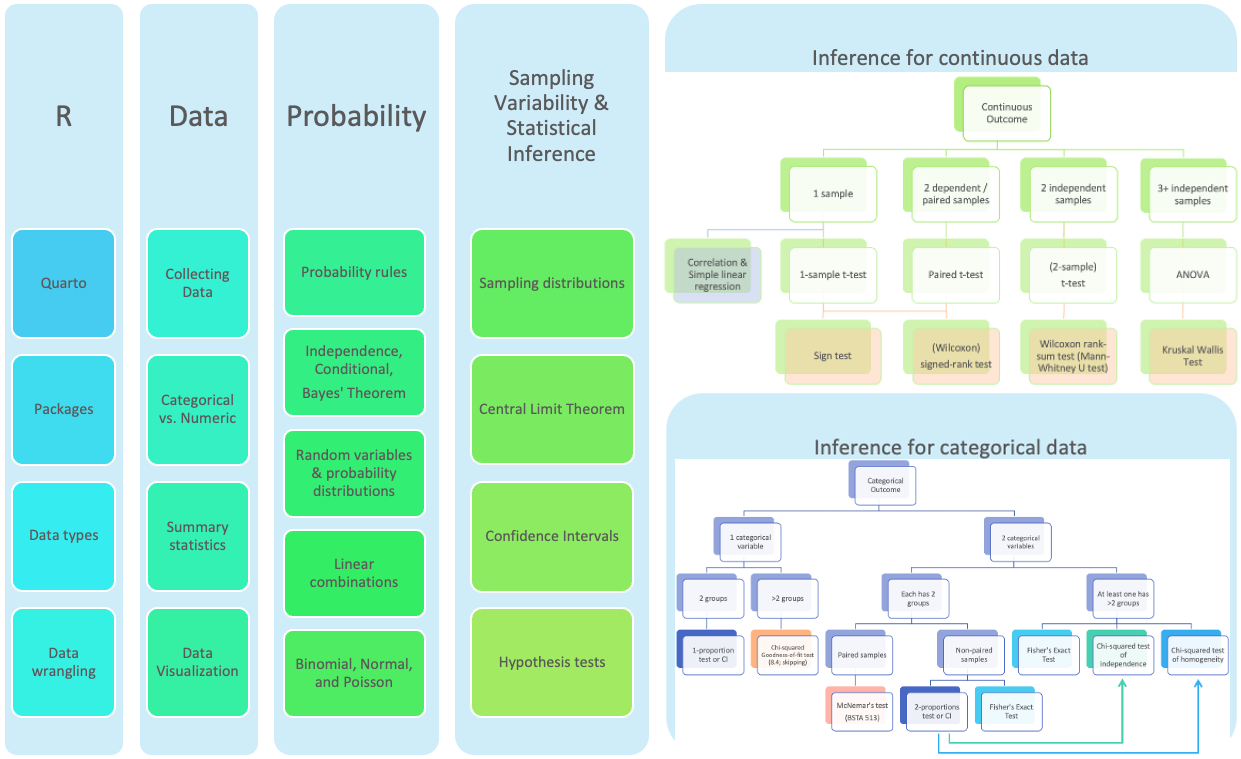 R
Quarto
Packages
Data types
Data
wrangling
Data
Collecting
Data
Categorical
vs. Numeric
Summary
statistics
Data
Visualization
Probability
Probability rules
Independence,
Conditional,
Bayes' Theorem
Random variables
& probability
distributions
Linear
combinations
Binomial, Normal,
and Poisson
Sampling
Variability &
Statistical
Inference
Sampling distributions
Central Limit Theorem
Confidence Intervals
Hypothesis tests
Inference for continuous data
Continuous
Outcome
1 sample
2 dependent /
paired samples
2 independent
samples
3+ independent
samples
Correlation &
Simple linear
regression
1-sample t-test
Paired t-test
(2-sample)
t-test
ANOVA
Sign test
(Wilcoxon)
signed-rank test
Wilcoxon rank-
sum test (Mann-
Whitney U test)
Kruskal Wallis
Test
Inference for categorical data
Categorical
Outcome
1 categorical
variable
2 categorical
variables
2 groups
>2 groups
Each has 2
groups
At least one has
>2 groups
1-proportion
test or CI
Chi-squared
Goodness-of-fit test
(8.4; skipping)
Paired samples
Non-paired
samples
Fisher's Exact
Test
Chi-squared test
of
independence
Chi-squared test
of homogeneity
McNemar's test
(BSTA 513)
2-proportions
test or CI
Fisher's Exact
Test